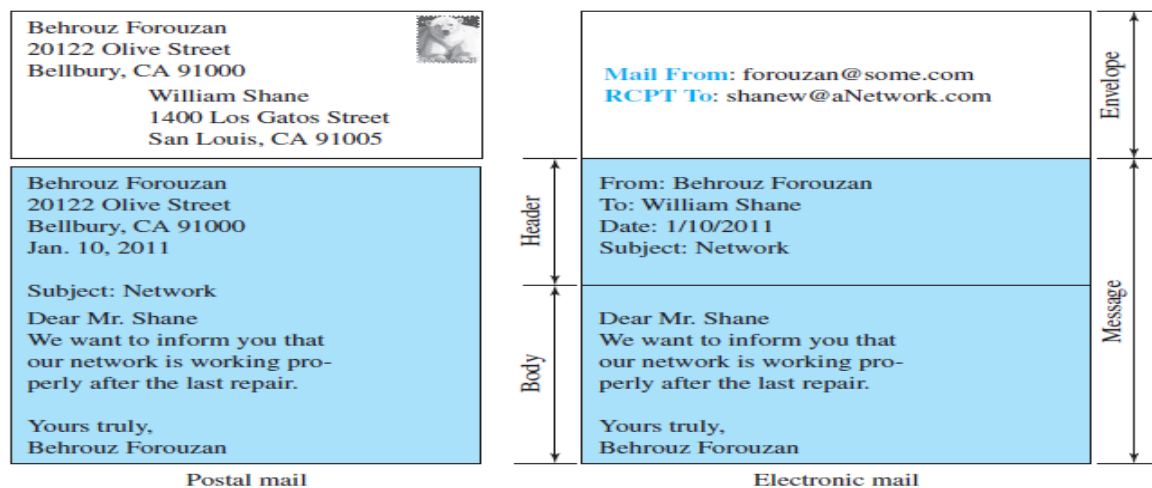 Behrouz Forouzan
20122 Olive Street
Bellbury, CA 91000
William Shane
1400 Los Gatos Street
San Louis, CA 91005
Behrouz Forouzan
20122 Olive Street
Bellbury, CA 91000
Jan. 10, 2011
Subject: Network
Dear Mr. Shane
We want to inform you that
our network is working pro-
perly after the last repair.
Yours truly,
Behrouz Forouzan
Postal mail
Mail From: forouzan@some.com
RCPT To: shanew@aNetwork.com
Envelope
Header
From: Behrouz Forouzan
To: William Shane
Date: 1/10/2011
Subject: Network
Body
Dear Mr. Shane
We want to inform you that
our network is working pro-
perly after the last repair.
Yours truly,
Behrouz Forouzan
Message
Electronic mail